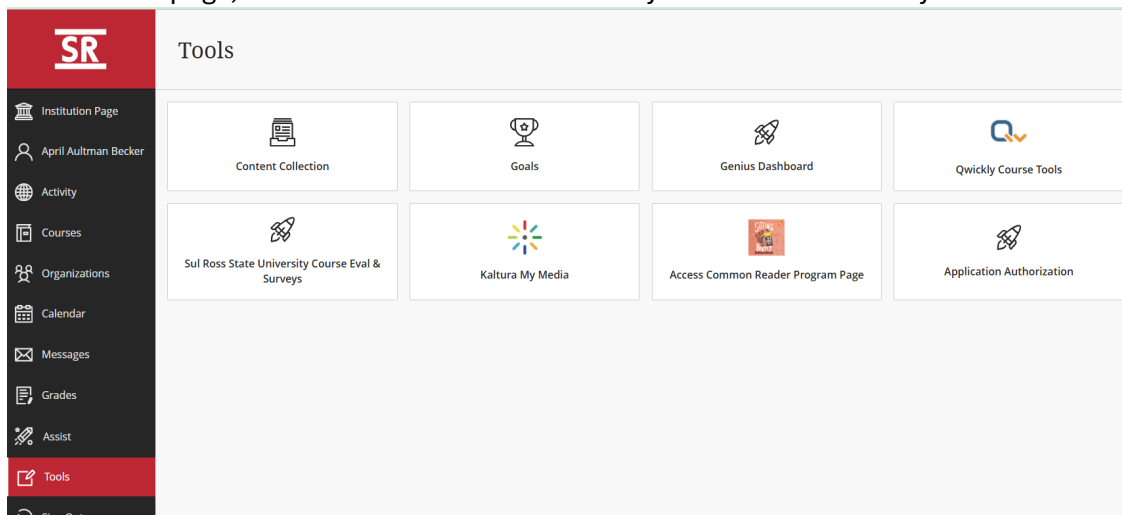 SR
Tools
Institution Page
April Aultman Becker
Activity
Courses
Organizations
Calendar
Messages
Grades
Assist
Tools
Content Collection
Goals
Genius Dashboard
Qwickly Course Tools
Sul Ross State University Course Eval &
Surveys
Kaltura My Media
Access Common Reader Program Page
Application Authorization